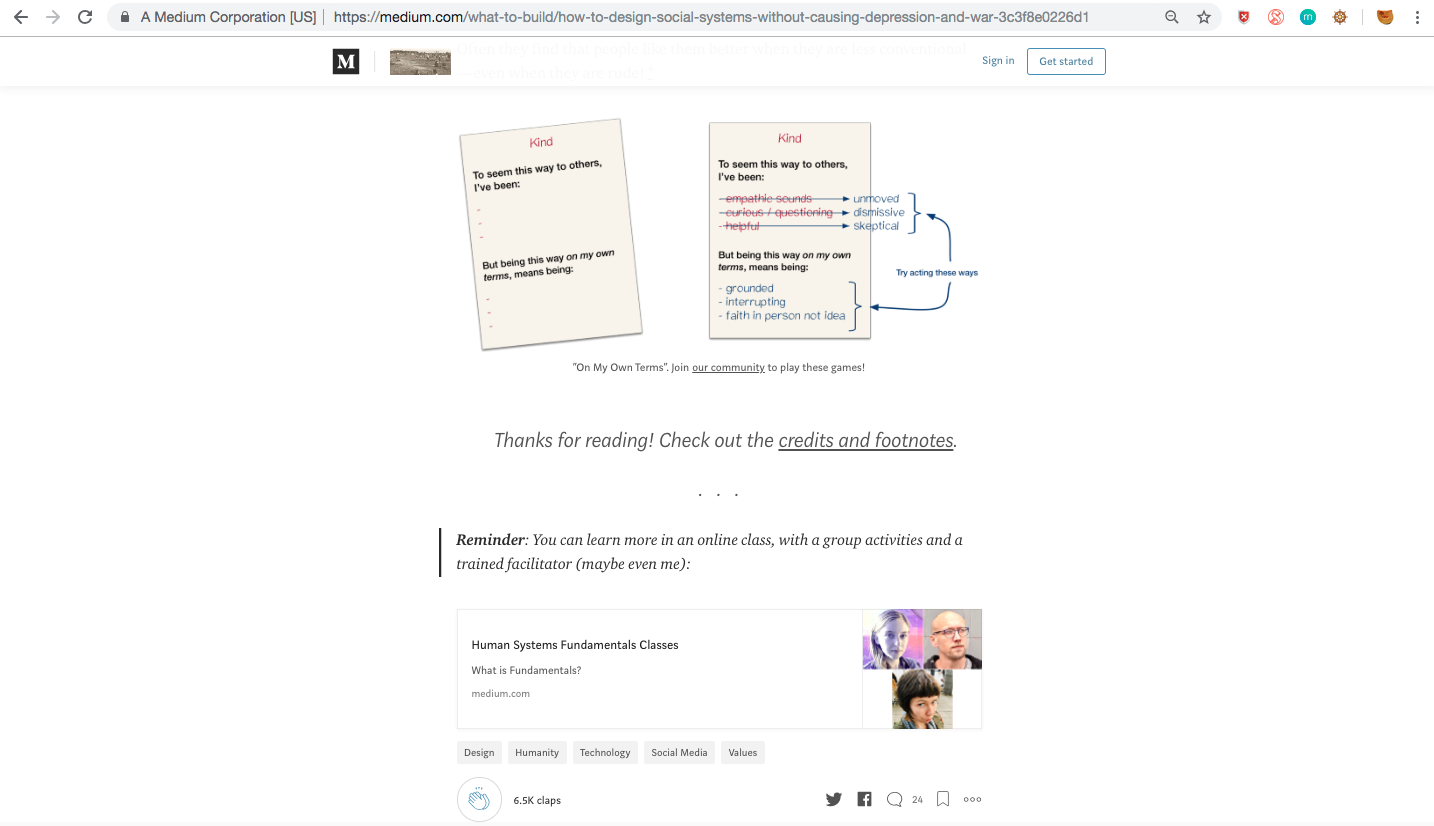 A Medium Corporation [US] https://medium.com/what-to-build/how-to-design-social-systems-without-causing-depression-and-war-3c3f8e0226d1
m
M
often they find that people like them better when they are less conventional
—even when they are rude! 2
Sign in
Get started
Kind
To seem this way to others,
I've been:
-
-
-
But being this way on my own
terms, means being:
-
-
-
Kind
To seem this way to others,
I've been:
- empathic sounds unmoved
- curious / questioning dismissive
- helpful skeptical
But being this way on my own
terms, means being:
- grounded
- interrupting
- faith in person not idea
Try acting these ways
"On My Own Terms". Join our community to play these games!
Thanks for reading! Check out the credits and footnotes.
. . .
Reminder: You can learn more in an online class, with a group activities and a
trained facilitator (maybe even me):
Human Systems Fundamentals Classes
What is Fundamentals?
medium.com
Design Humanity Technology Social Media Values
6.5K claps
24